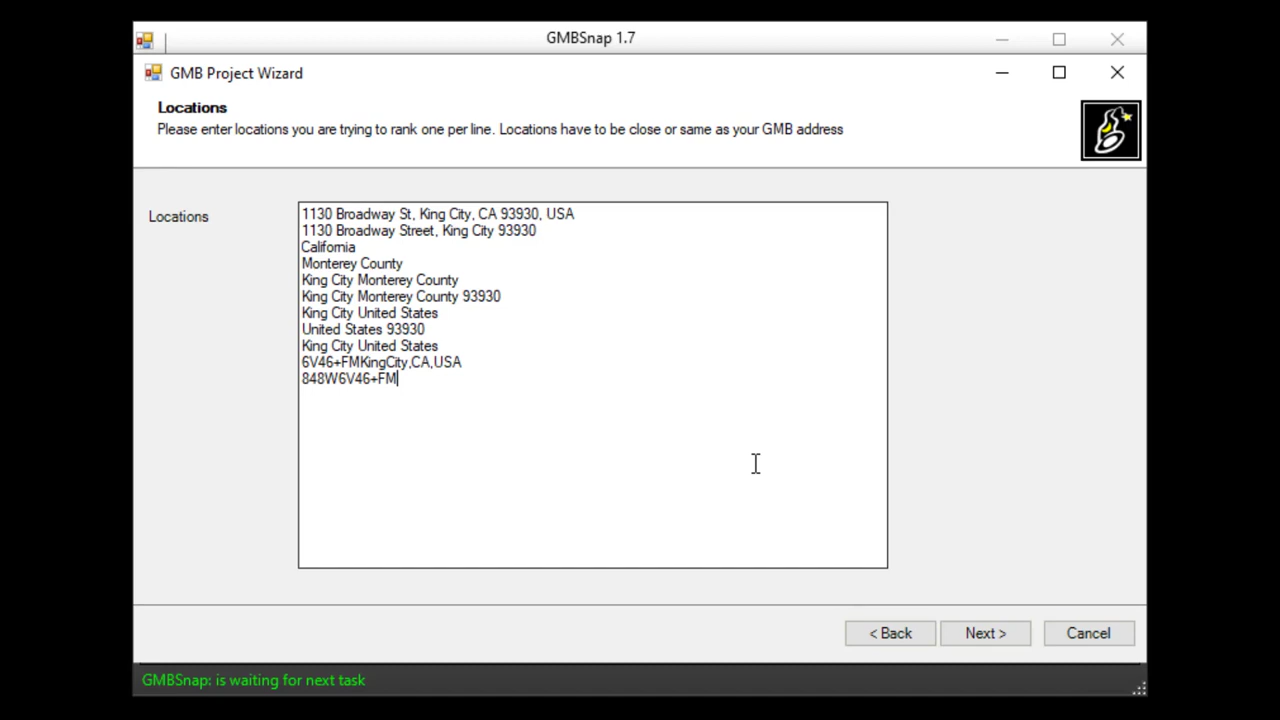 GMBSnap 1.7
GMB Project Wizard
Locations
Please enter locations you are trying to rank one per line. Locations have to be close or same as your GMB address
Locations
1130 Broadway St, King City, CA 93930, USA
1130 Broadway Street, King City 93930
California
Monterey County
King City Monterey County
King City Monterey County 93930
King City United States
United States 93930
King City United States
6V46+FMKingCity,CA,USA
848W6V46+FM
< Back
Next >
Cancel
GMBSnap: is waiting for next task